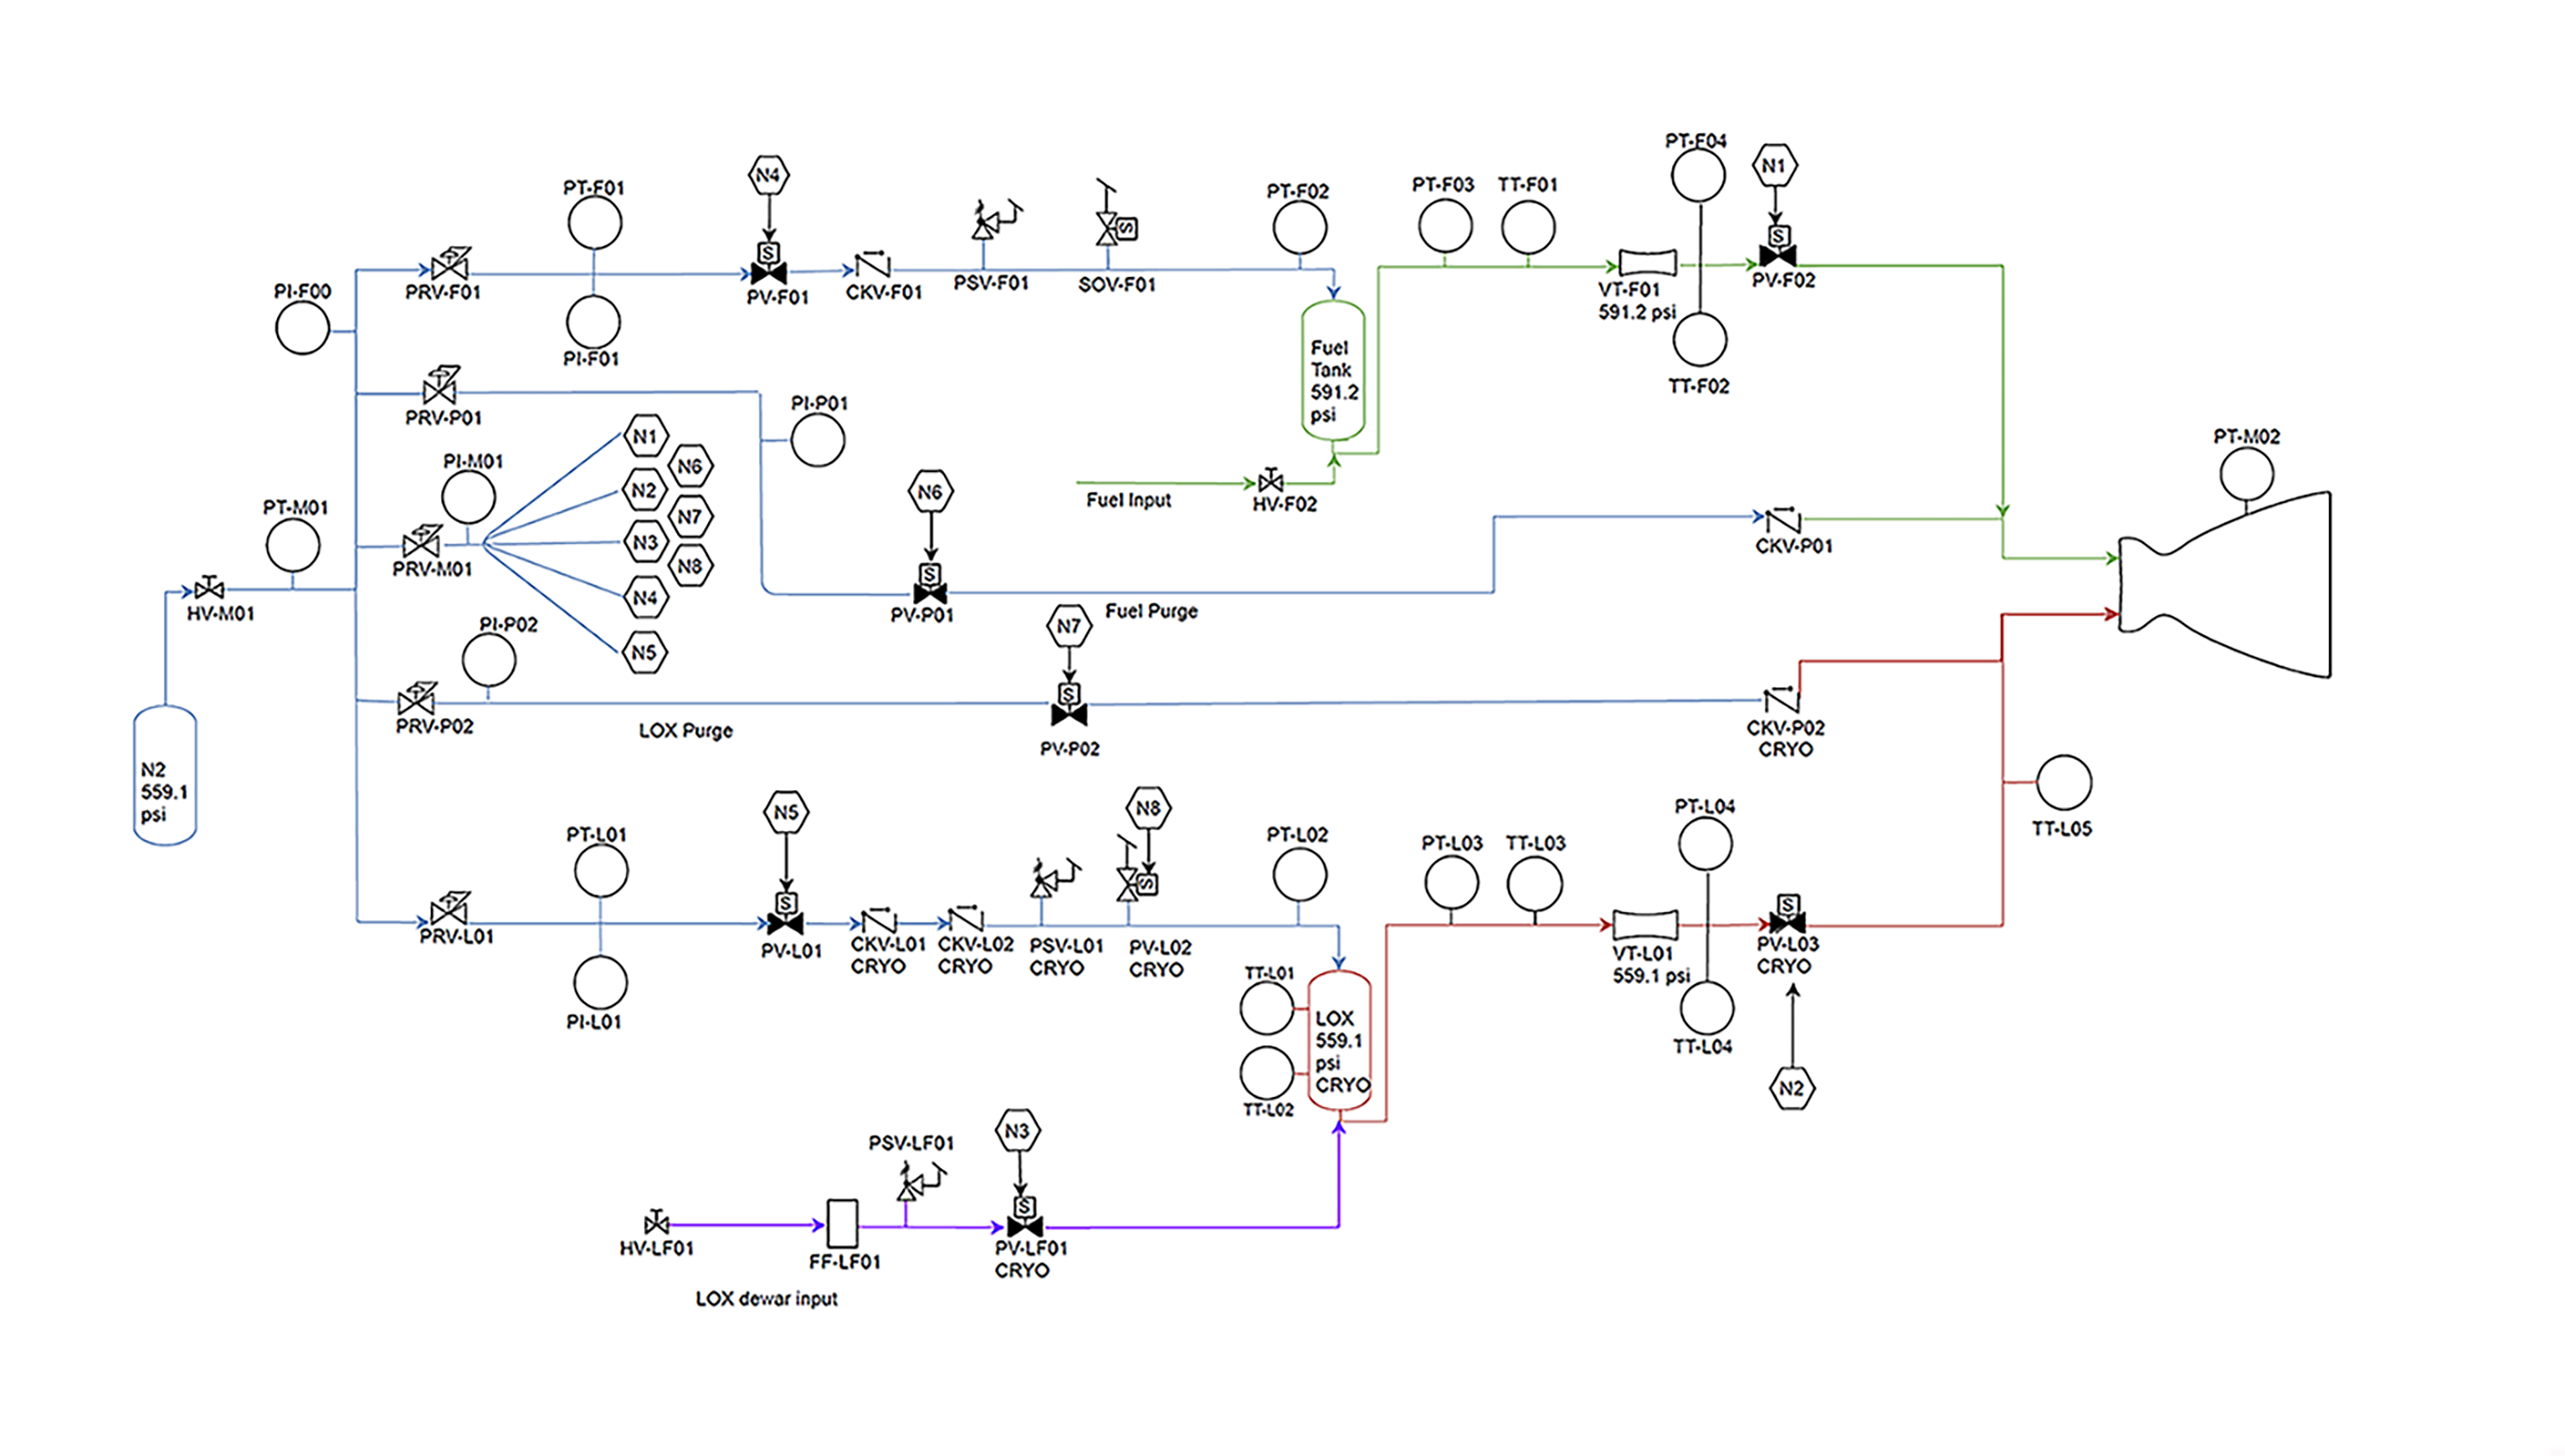 PT-F04
N4
N1
PT-F01
PT-F02
PT-F03
TT-F01
S
S
S
PI-F00
PRV-F01
PV-F01
CKV-F01
PSV-F01
SOV-F01
VT-F01
591.2 psi
PV-F02
PI-F01
Fuel
Tank
591.2
psi
TT-F02
PRV-P01
PI-P01
N1
N6
PI-M01
N2
N7
N3
N8
N4
N5
PRV-M01
PT-M01
HV-M01
N6
S
PV-P01
Fuel Input
HV-F02
PT-M02
CKV-P01
Fuel Purge
PI-P02
N7
S
PRV-P02
LOX Purge
PV-P02
CKV-P02
CRYO
N2
559.1
psi
TT-L05
N5
N8
PT-L01
PT-L02
PT-L03
TT-L03
PT-L04
S
S
S
PRV-L01
PV-L01
CKV-L01
CRYO
CKV-L02
CRYO
PSV-L01
CRYO
PV-L02
CRYO
VT-L01
559.1 psi
PV-L03
CRYO
PI-L01
TT-L01
LOX
559.1
psi
CRYO
TT-L02
TT-L04
N2
PSV-LF01
N3
S
HV-LF01
FF-LF01
PV-LF01
CRYO
LOX dewar input